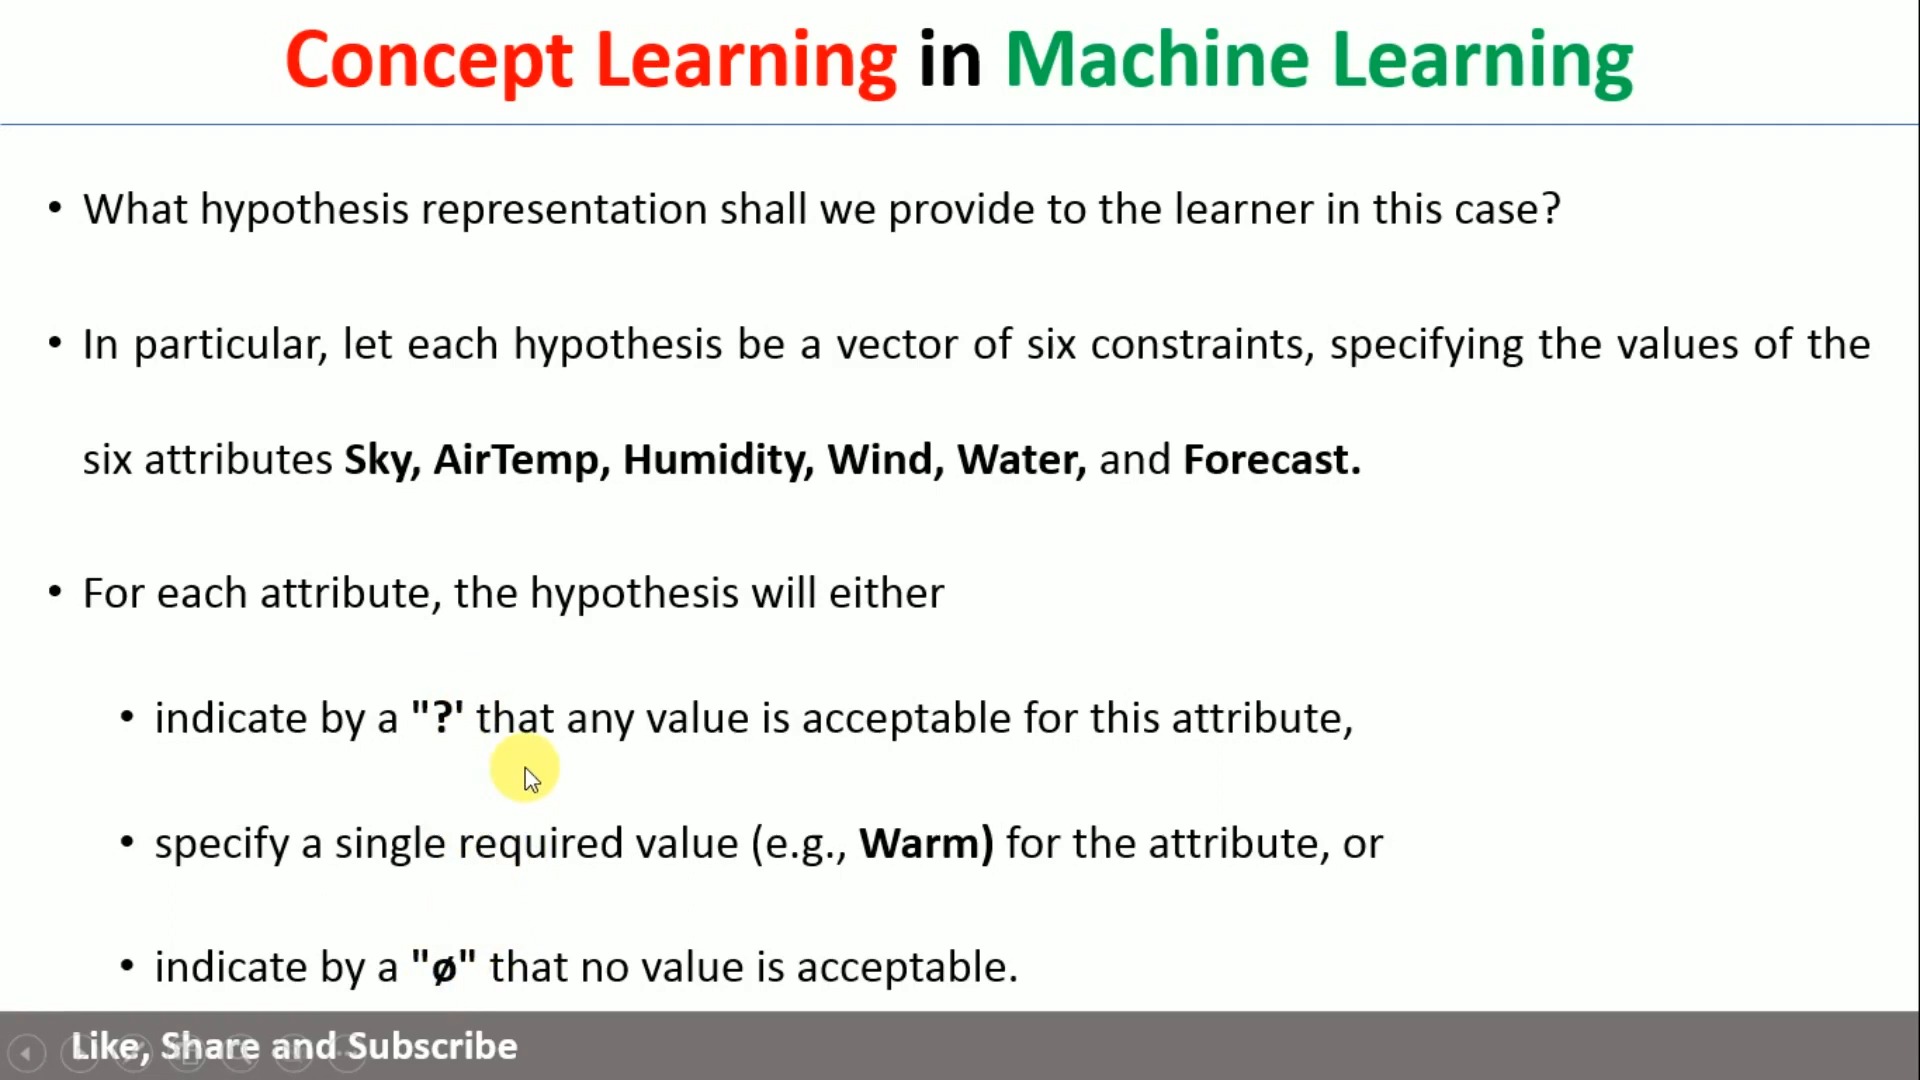 Concept Learning in Machine Learning
• What hypothesis representation shall we provide to the learner in this case?
• In particular, let each hypothesis be a vector of six constraints, specifying the values of the
six attributes Sky, AirTemp, Humidity, Wind, Water, and Forecast.
• For each attribute, the hypothesis will either
• indicate by a "?' that any value is acceptable for this attribute,
• specify a single required value (e.g., Warm) for the attribute, or
• indicate by a "ø" that no value is acceptable.
Like, Share and Subscribe